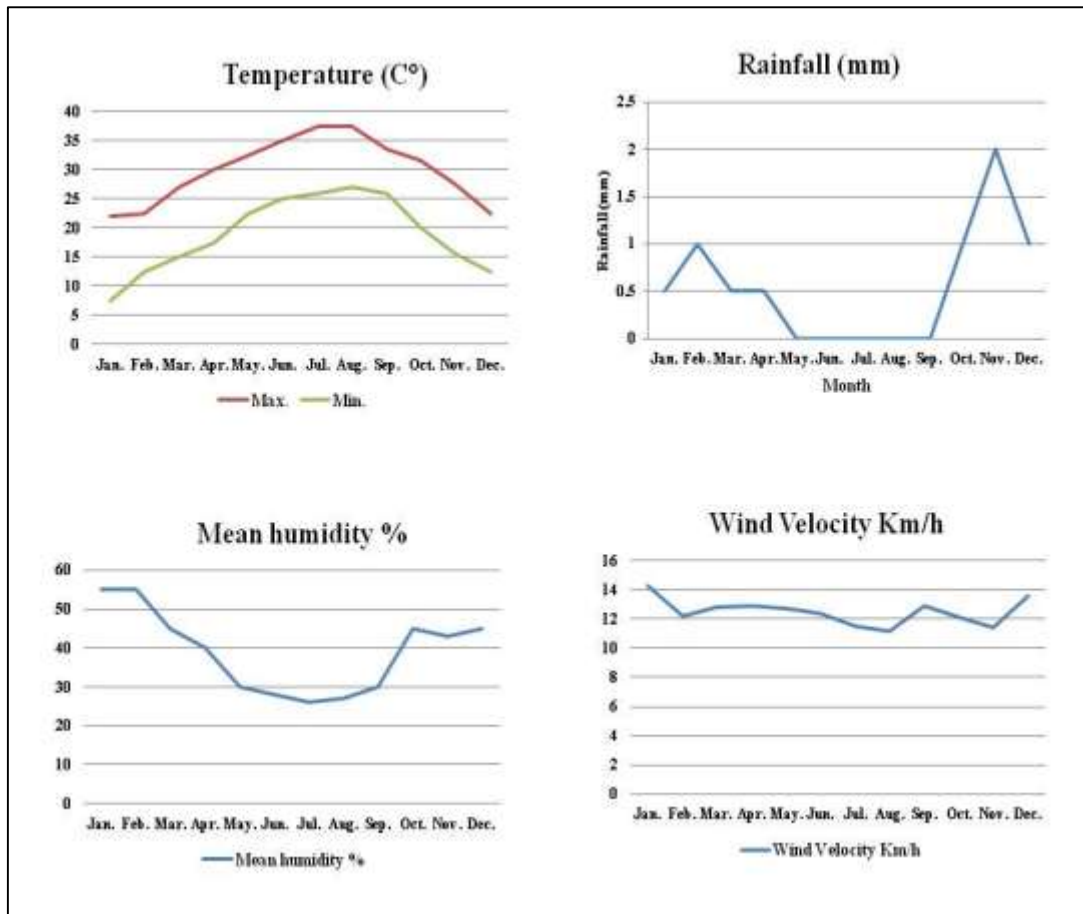 Temperature (C°)
40
35
30
25
20
15
10
5
0
Jan. Feb. Mar. Apr. May. Jun. Jul. Aug. Sep. Oct. Nov. Dec.
Max. Min.
Rainfall (mm)
Rainfall (mm)
2.5
2
1.5
1
0.5
0
Jan. Feb. Mar. Apr. May. Jun. Jul. Aug. Sep. Oct. Nov. Dec.
Month
Mean humidity %
60
50
40
30
20
10
0
Jan. Feb. Mar. Apr. May. Jun. Jul. Aug. Sep. Oct. Nov. Dec.
Mean humidity %
Wind Velocity Km/h
16
14
12
10
8
6
4
2
0
Jan. Feb. Mar. Apr. May. Jun. Jul. Aug. Sep. Oct. Nov. Dec.
Wind Velocity Km/h